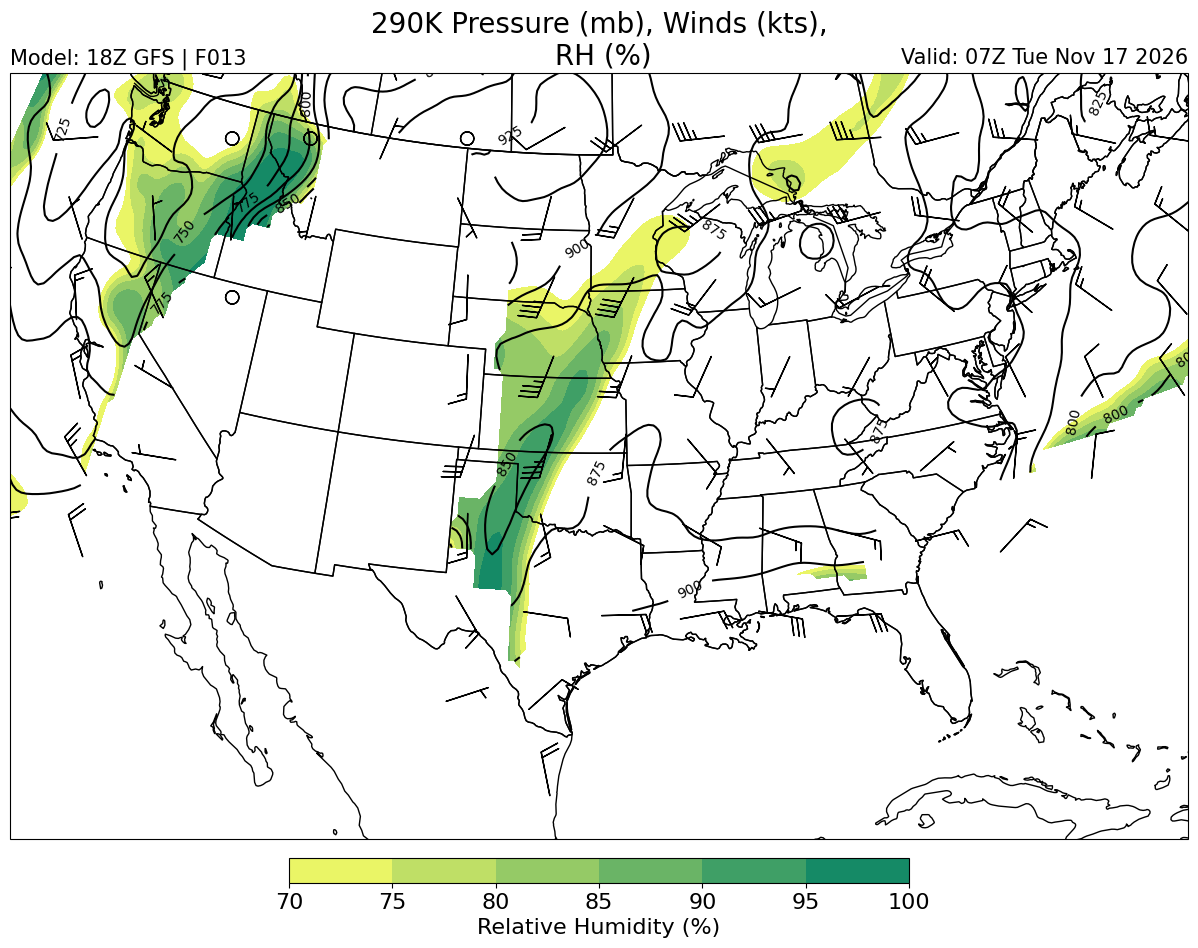 290K Pressure (mb), Winds (kts),
RH (%)
Model: 18Z GFS | F013
Valid: 07Z Tue Nov 17 2026
725
800
925
825
775
850
750
900
875
775
800
800
800
875
850
875
900
70 75 80 85 90 95 100
Relative Humidity (%)